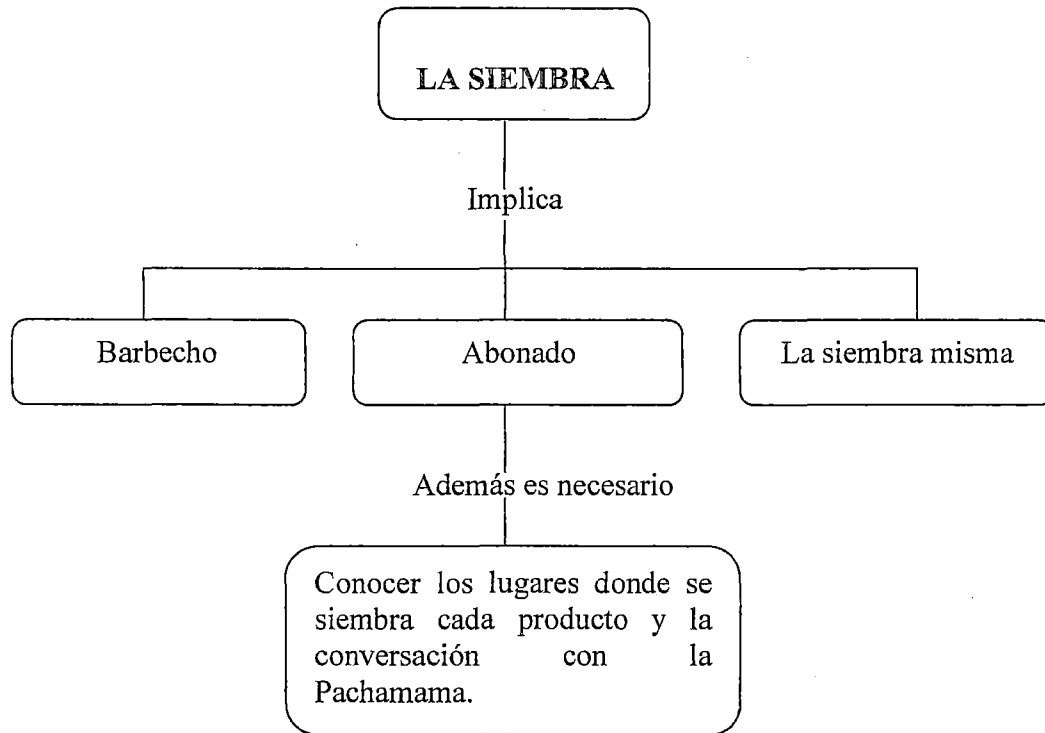 LA SIEMBRA
Implica
Barbecho
Abonado
La siembra misma
Además es necesario
Conocer los lugares donde se
siembra cada producto y la
conversación con la
Pachamama.